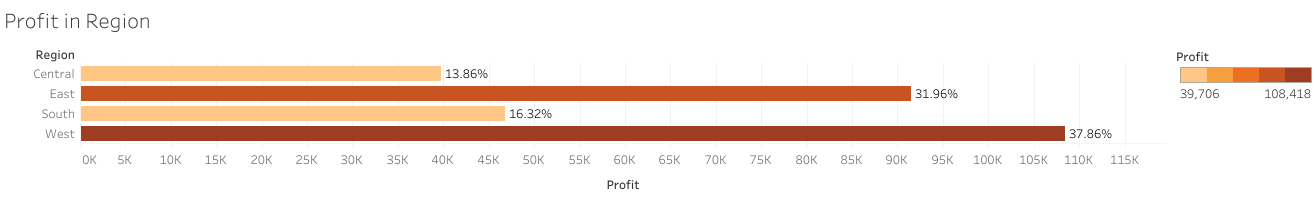 Profit in Region
Region
Central 13.86%
East 31.96%
South 16.32%
West 37.86%
0K 5K 10K 15K 20K 25K 30K 35K 40K 45K 50K 55K 60K 65K 70K 75K 80K 85K 90K 95K 100K 105K 110K 115K
Profit
Profit
39,706 108,418